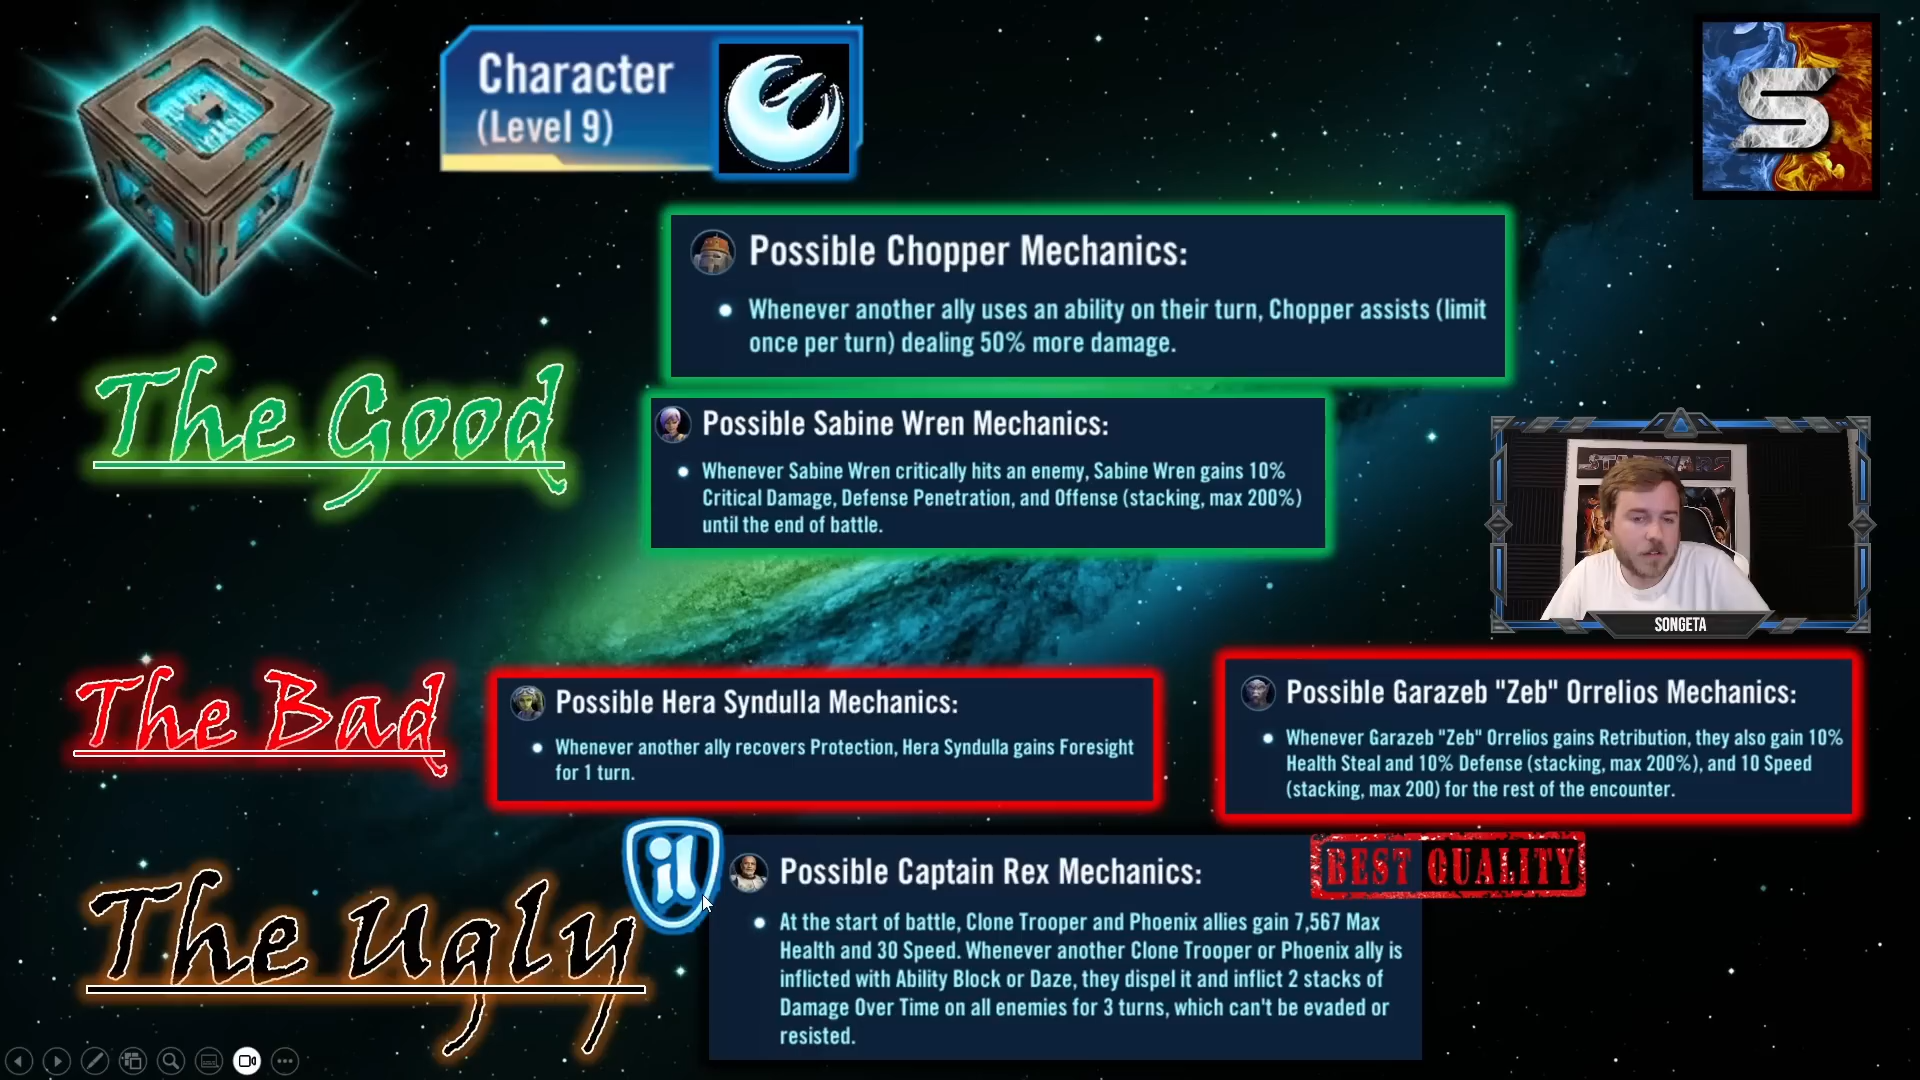 Character
(Level 9)
S
Possible Chopper Mechanics:
Whenever another ally uses an ability on their turn, Chopper assists (limit
once per turn) dealing 50% more damage.
The Good
Possible Sabine Wren Mechanics:
Whenever Sabine Wren critically hits an enemy, Sabine Wren gains 10%
Critical Damage, Defense Penetration, and Offense (stacking, max 200%)
until the end of battle.
STAR WARS
SONGETA
The Bad
Possible Hera Syndulla Mechanics:
Whenever another ally recovers Protection, Hera Syndulla gains Foresight
for 1 turn.
Possible Garazeb "Zeb" Orrelios Mechanics:
Whenever Garazeb "Zeb" Orrelios gains Retribution, they also gain 10%
Health Steal and 10% Defense (stacking, max 200%), and 10 Speed
(stacking, max 200) for the rest of the encounter.
The Ugly
Possible Captain Rex Mechanics:
BEST QUALITY
At the start of battle, Clone Trooper and Phoenix allies gain 7,567 Max
Health and 30 Speed. Whenever another Clone Trooper or Phoenix ally is
inflicted with Ability Block or Daze, they dispel it and inflict 2 stacks of
Damage Over Time on all enemies for 3 turns, which can't be evaded or
resisted.